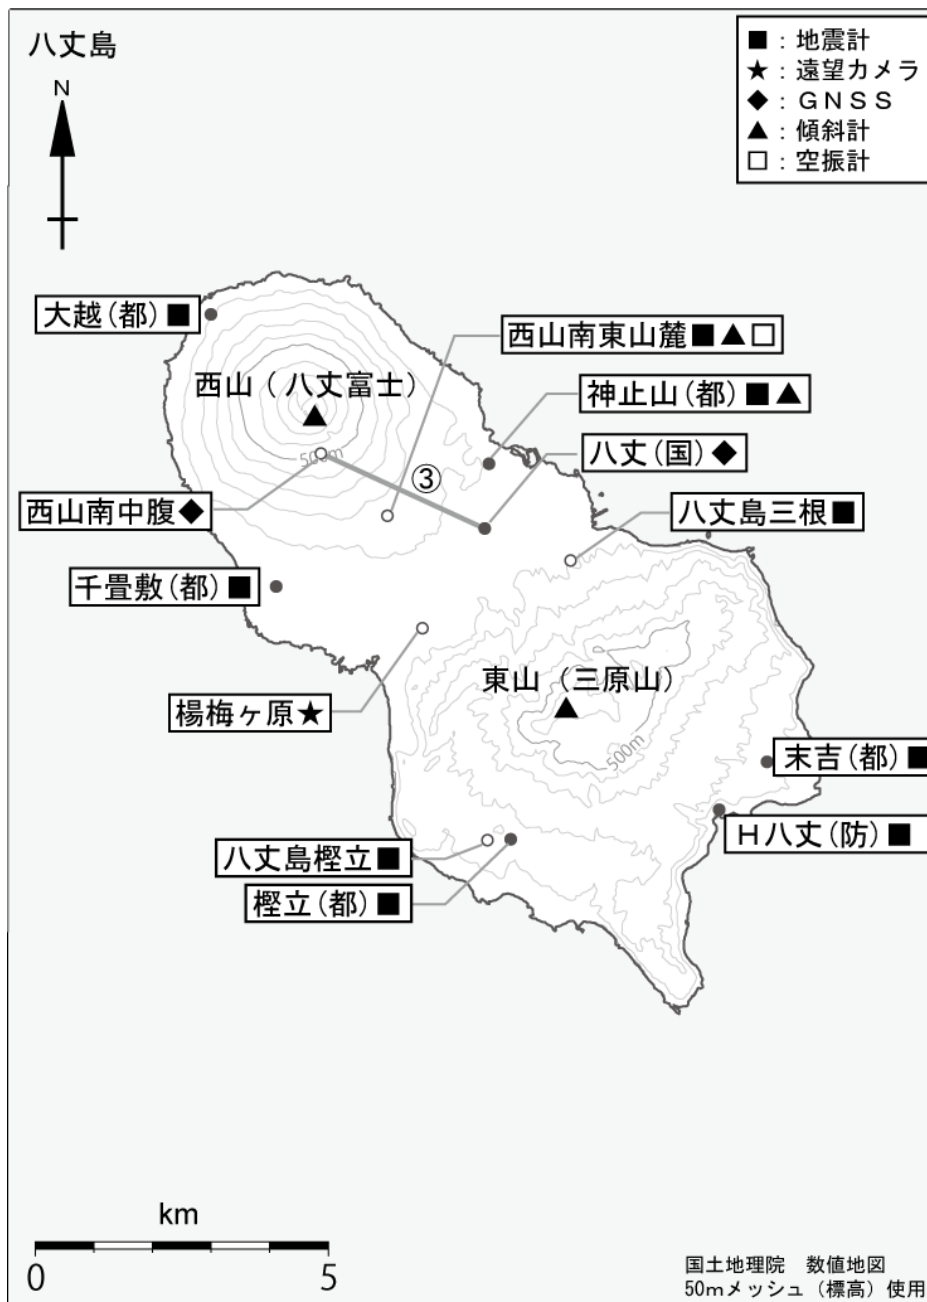 八丈島
■：地震計
★：遠望カメラ
◆：ＧＮＳＳ
▲：傾斜計
□：空振計
N
大越(都)■
西山南東山麓■▲□
西山（八丈富士）
神止山(都)■▲
500m
八丈(国)◆
③
西山南中腹◆
八丈島三根■
千畳敷(都)■
東山（三原山）
楊梅ヶ原★
500m
末吉(都)■
Ｈ八丈(防)■
八丈島樫立■
樫立(都)■
km
0 5
国土地理院　数値地図
50mメッシュ（標高）使用